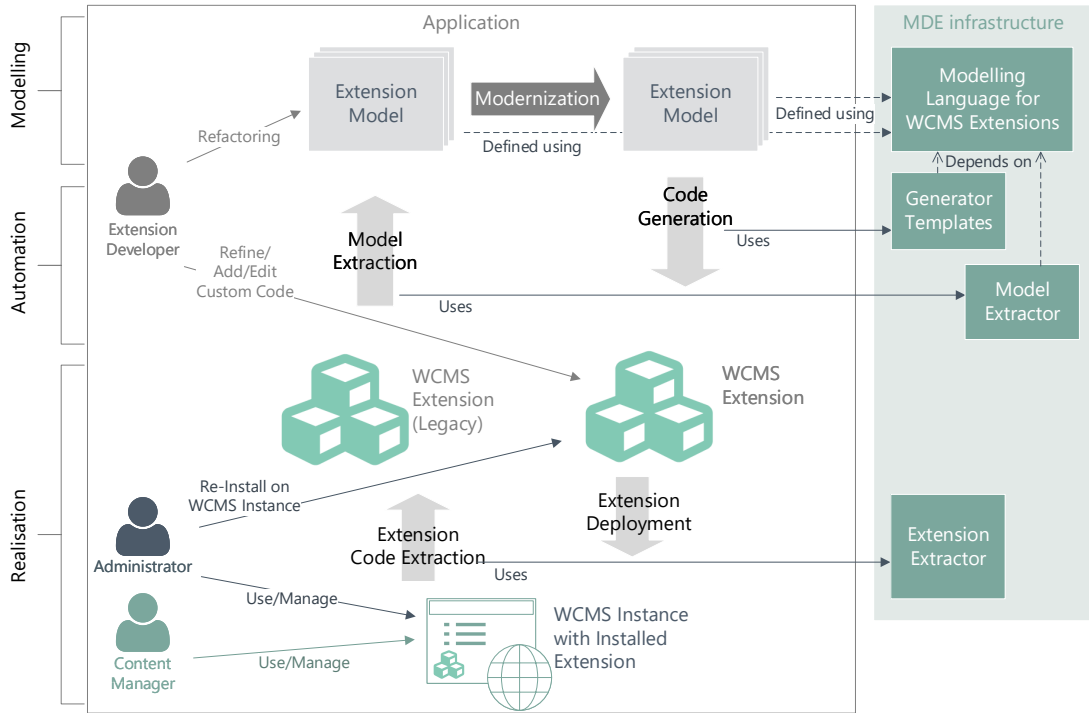 Application
MDE infrastructure
Modelling
Extension
Model
Modernization
Extension
Model
Modelling
Language for
WCMS Extensions
Defined using
Defined using
Refactoring
Depends on
Extension
Developer
Automation
Model
Extraction
Code
Generation
Generator
Templates
Uses
Refine/
Add/Edit
Custom Code
Uses
Model
Extractor
Realisation
WCMS
Extension
(Legacy)
WCMS
Extension
Re-Install on
WCMS Instance
Extension
Deployment
Extension
Code Extraction
Extension
Extractor
Administrator
Uses
Use/Manage
WCMS Instance
with Installed
Extension
Use/Manage
Content
Manager